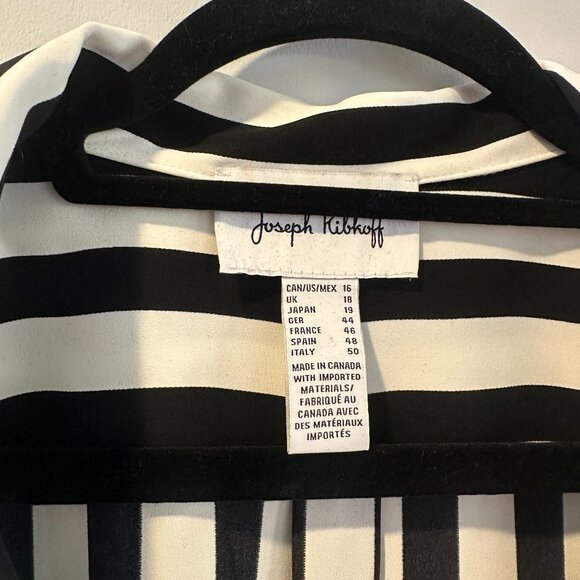 Joseph Ribkoff
CAN/US/MEX 16
UK 18
JAPAN 19
GER 44
FRANCE 46
SPAIN 48
ITALY 50
MADE IN CANADA
WITH IMPORTED
MATERIALS/
FABRIQUÉ AU
CANADA AVEC
DES MATÉRIAUX
IMPORTÉS